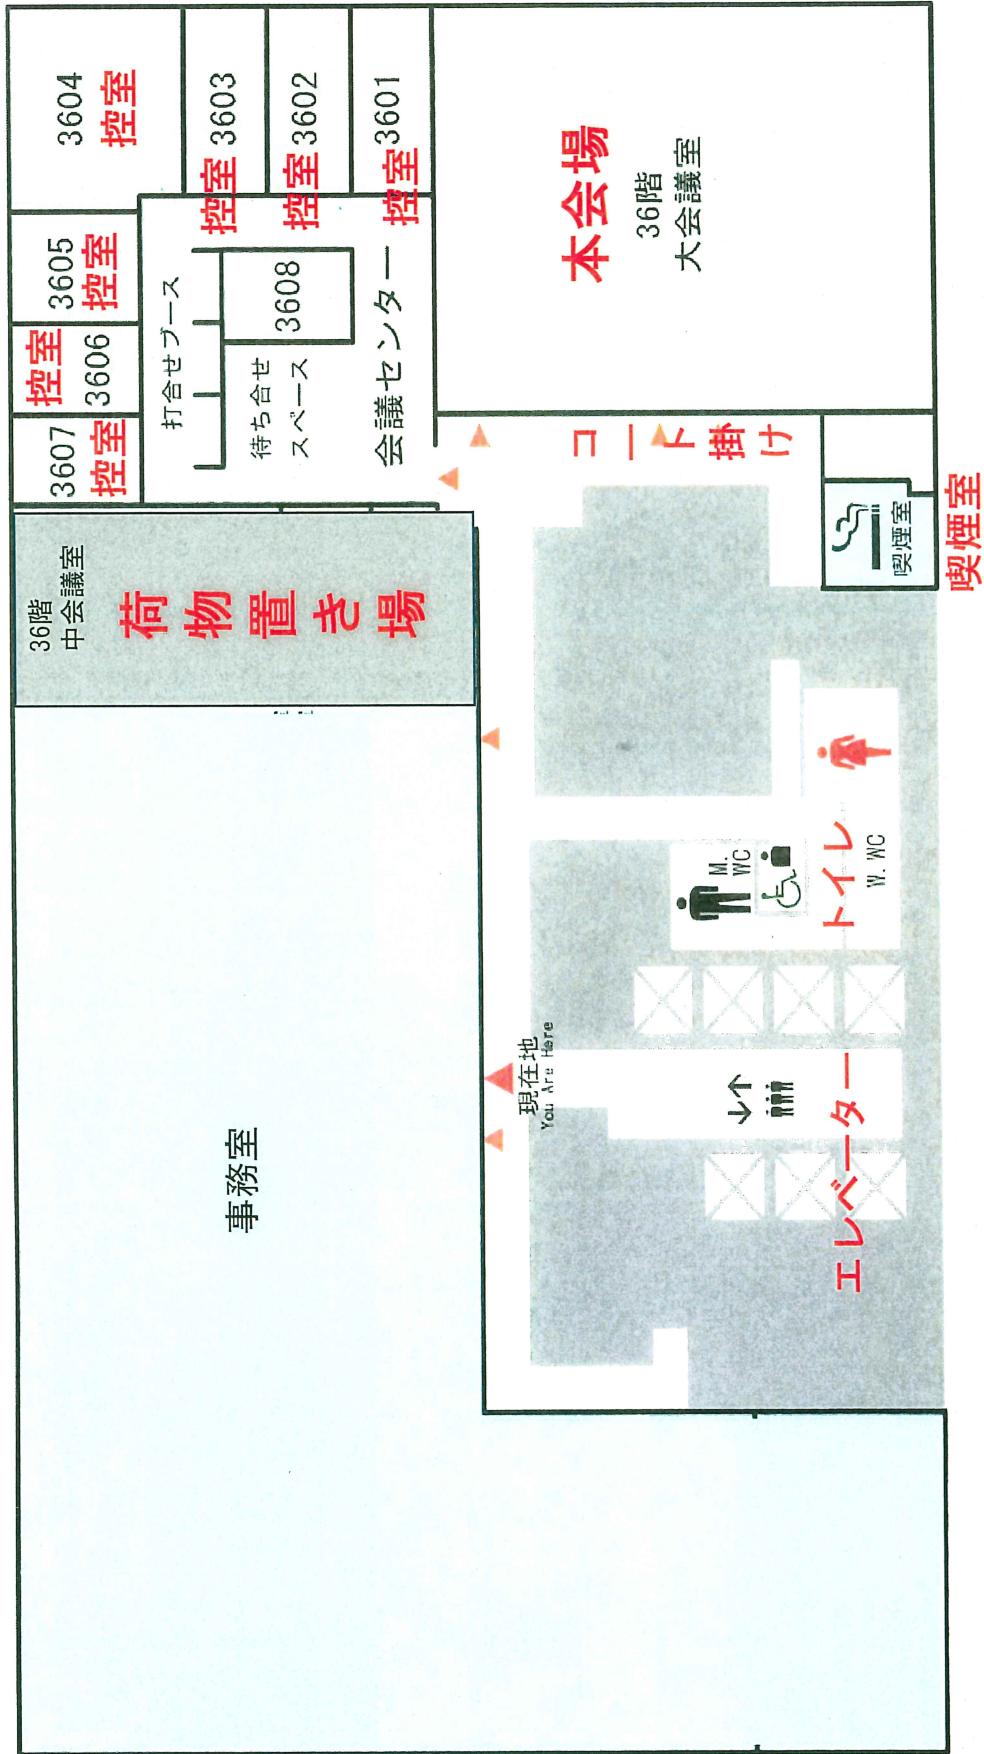 3604
控室
控室 3603
控室 3602
控室 3601
3605
控室
控室
3606
3607
控室
打合せブース
待ち合せ
スペース
3608
会議センター
本会場
36階
大会議室
コート掛け
喫煙室
喫煙室
36階
中会議室
荷物置き場
M.
WC
トイレ
W. WC
現在地
You Are Here
エレベーター
事務室